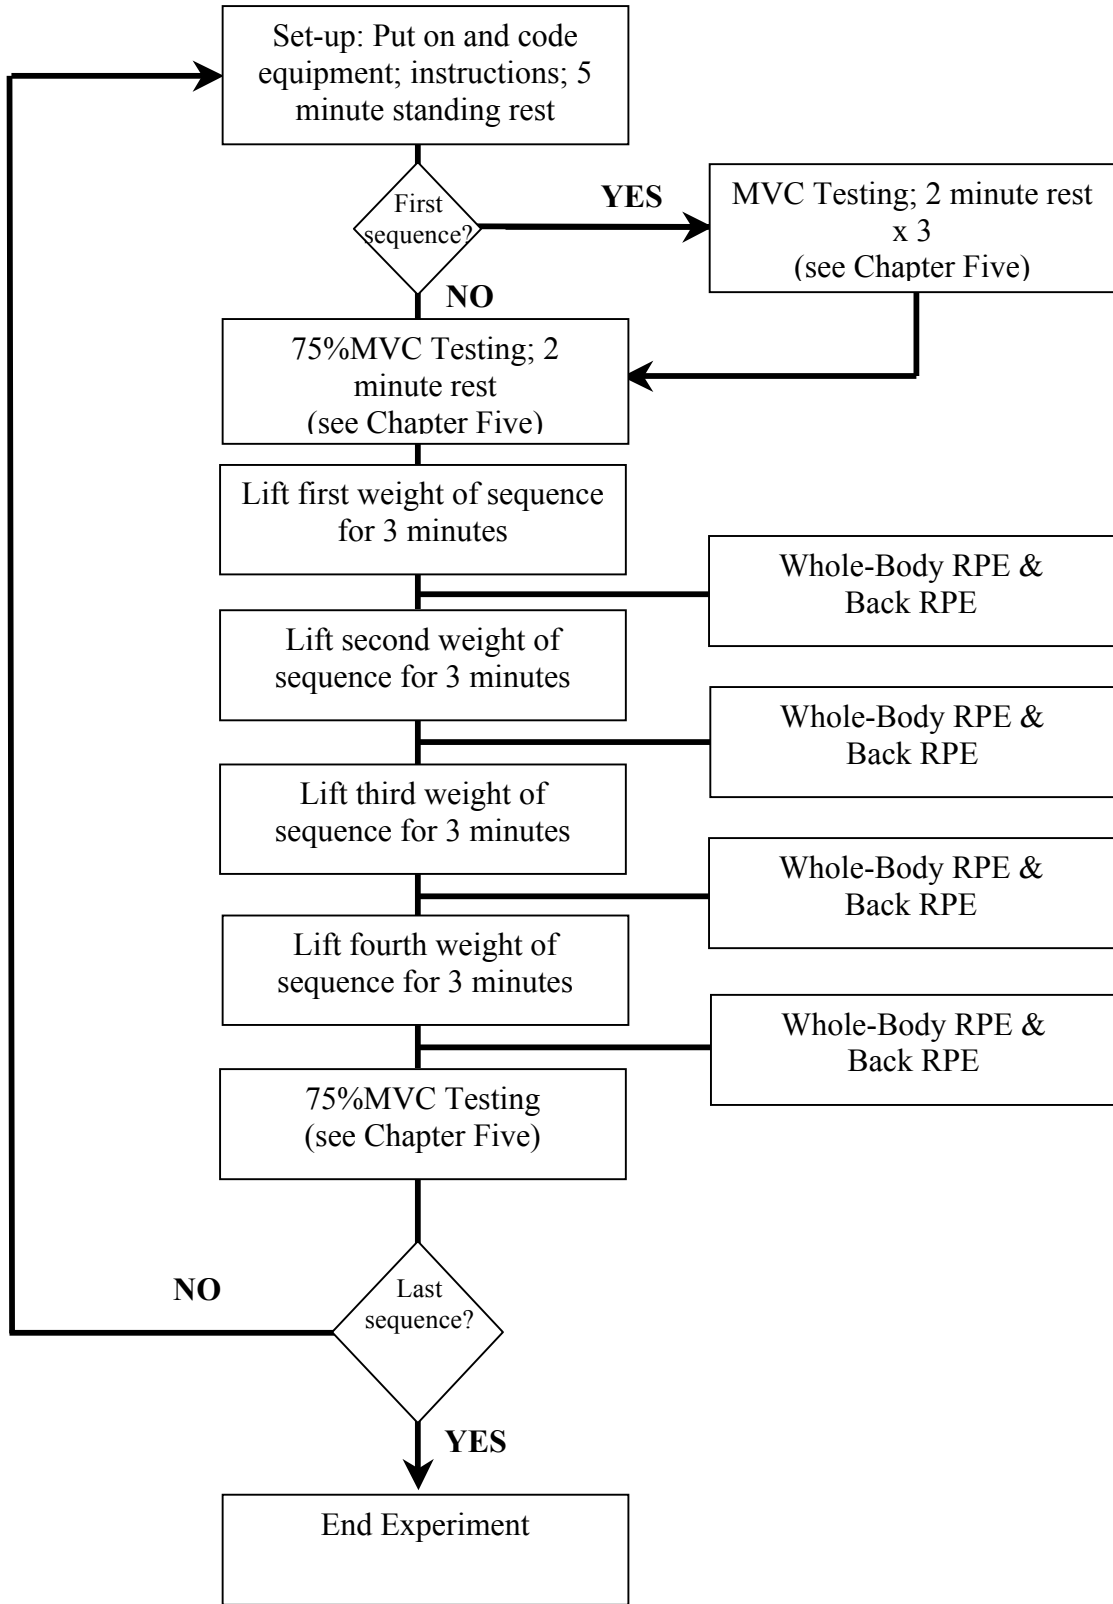 Set-up: Put on and code
equipment; instructions; 5
minute standing rest
First
sequence?
YES
MVC Testing; 2 minute rest
x 3
(see Chapter Five)
NO
75%MVC Testing; 2
minute rest
(see Chapter Five)
Lift first weight of sequence
for 3 minutes
Whole-Body RPE &
Back RPE
Lift second weight of
sequence for 3 minutes
Whole-Body RPE &
Back RPE
Lift third weight of
sequence for 3 minutes
Whole-Body RPE &
Back RPE
Lift fourth weight of
sequence for 3 minutes
Whole-Body RPE &
Back RPE
75%MVC Testing
(see Chapter Five)
Last
sequence?
NO
YES
End Experiment